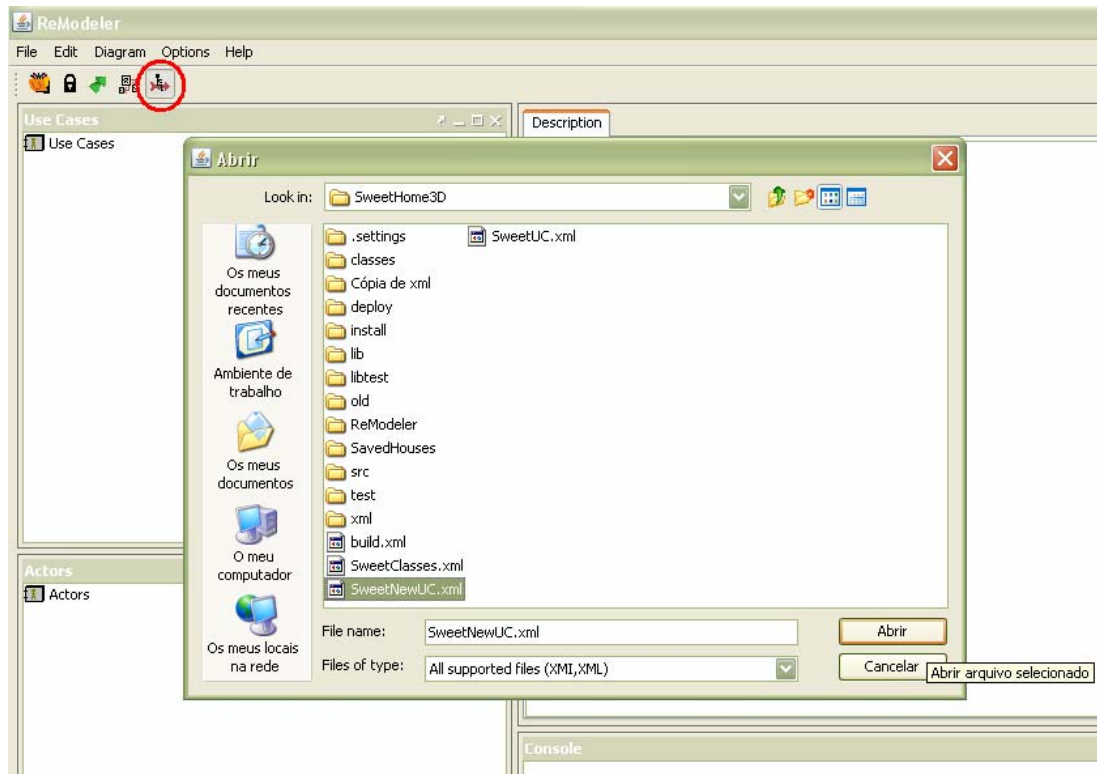 ReModeler
File Edit Diagram Options Help
Use Cases
Description
Use Cases
Abrir
Look in: SweetHome3D
Os meus
documentos
recentes
Ambiente de
trabalho
Os meus
documentos
O meu
computador
Os meus locais
na rede
.settings
classes
Cópia de xml
deploy
install
lib
libtest
old
ReModeler
SavedHouses
src
test
xml
build.xml
SweetClasses.xml
SweetNewUC.xml
SweetUC.xml
File name: SweetNewUC.xml
Abrir
Files of type: All supported files (XMI,XML)
Cancelar
Abrir arquivo selecionado
Actors
Actors
Console